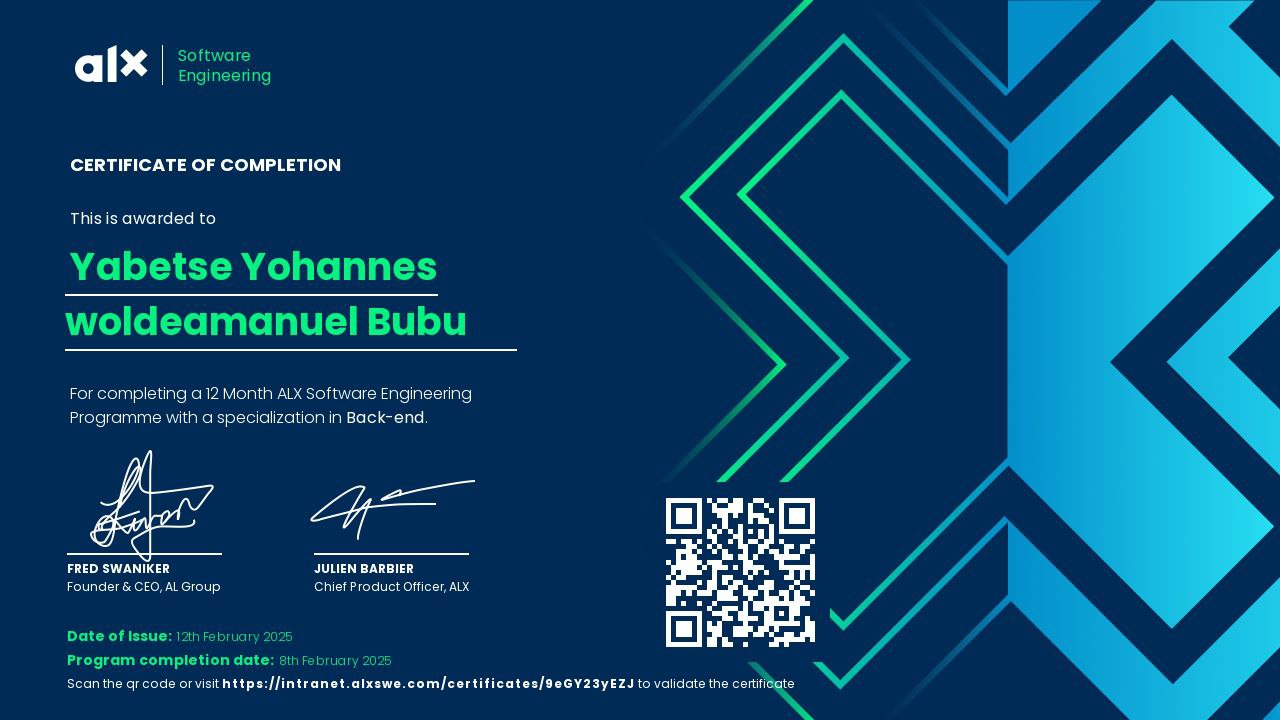 alx
Software
Engineering
CERTIFICATE OF COMPLETION
This is awarded to
Yabetse Yohannes
woldeamanuel Bubu
For completing a 12 Month ALX Software Engineering
Programme with a specialization in Back-end.
FRED SWANIKER
Founder & CEO, AL Group
JULIEN BARBIER
Chief Product Officer, ALX
Date of Issue: 12th February 2025
Program completion date: 8th February 2025
Scan the qr code or visit https://intranet.alxswe.com/certificates/9eGY23yEZJ to validate the certificate